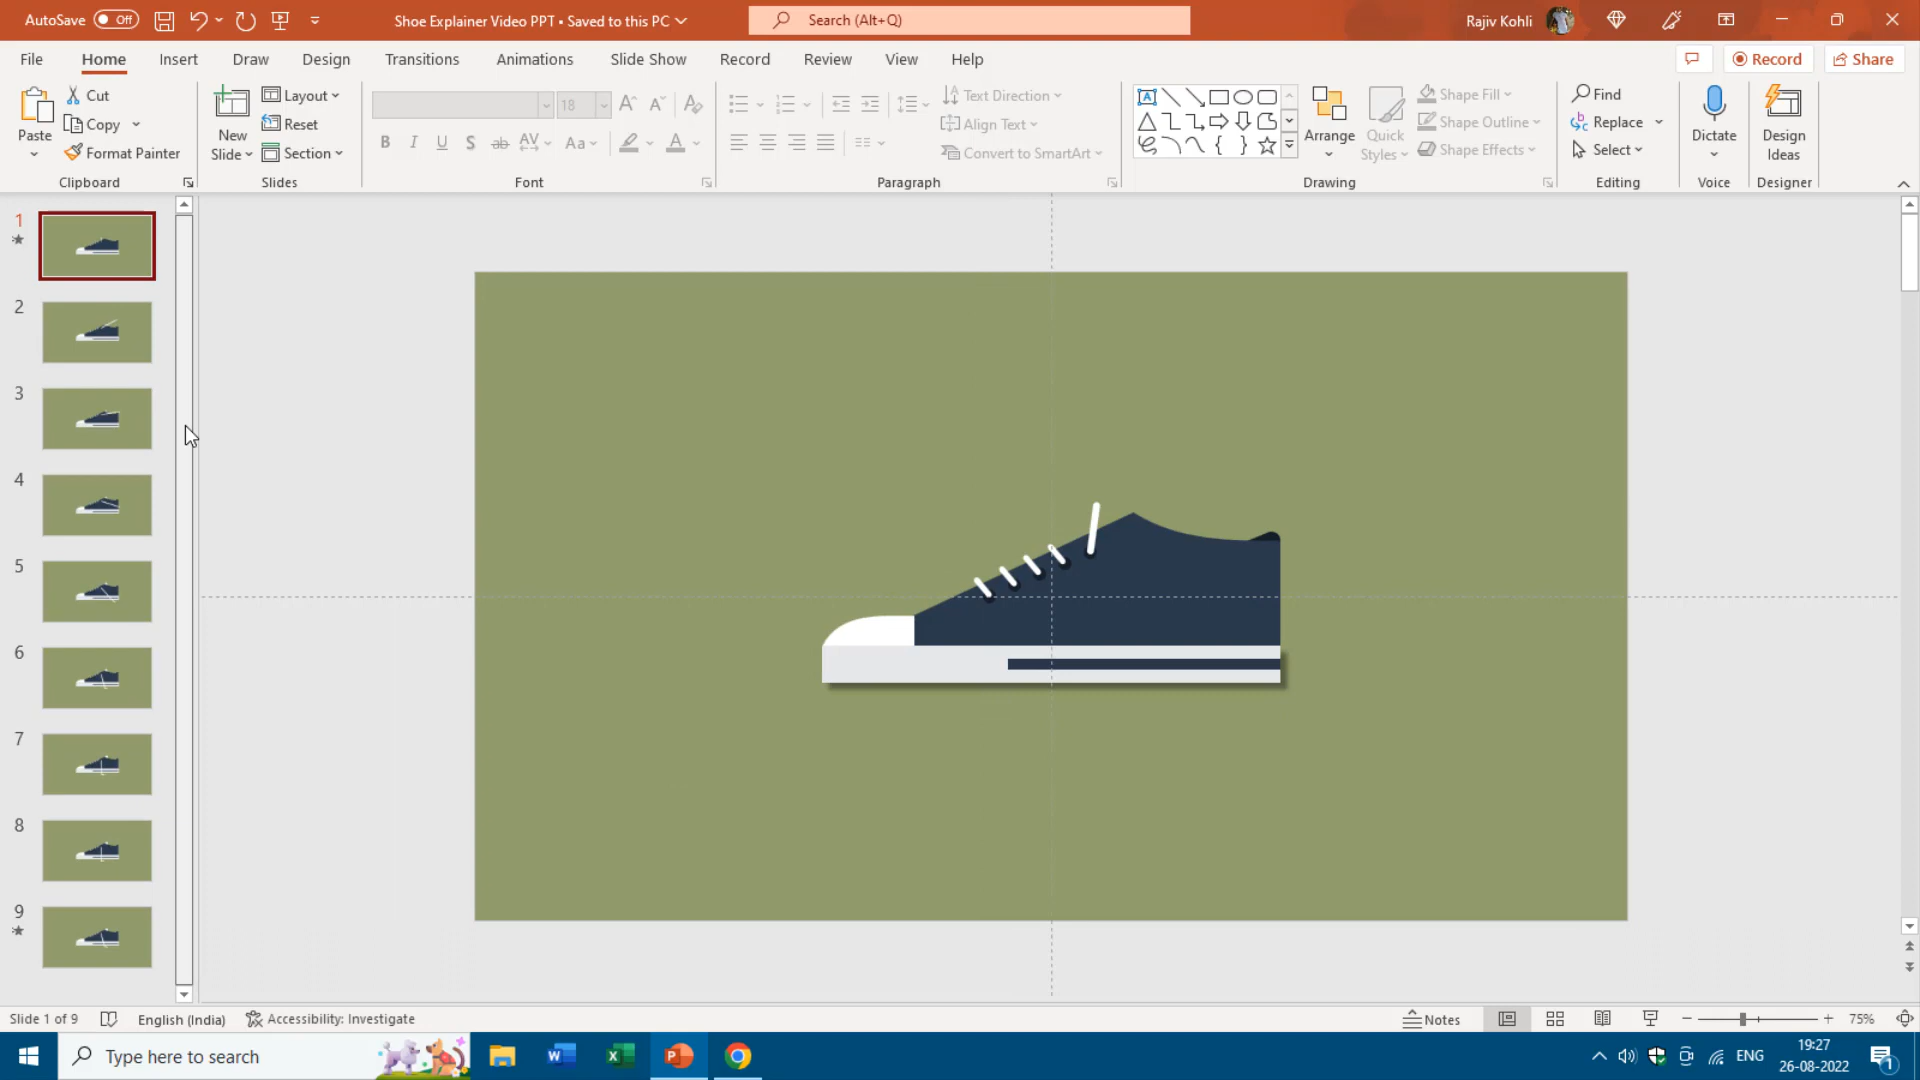 AutoSave Off Shoe Explainer Video PPT • Saved to this PC Search (Alt+Q) Rajiv Kohli
File Home Insert Draw Design Transitions Animations Slide Show Record Review View Help Record Share
Paste
Cut
Copy
Format Painter
Clipboard
New
Slide
Layout
Reset
Section
Slides
18
Font
Text Direction
Align Text
Convert to SmartArt
Paragraph
Arrange
Quick
Styles
Shape Fill
Shape Outline
Shape Effects
Drawing
Find
Replace
Select
Editing
Dictate
Voice
Design
Ideas
Designer
1
2
3
4
5
6
7
8
9
Slide 1 of 9 English (India) Accessibility: Investigate Notes 75%
Type here to search ENG 19:27
26-08-2022
1